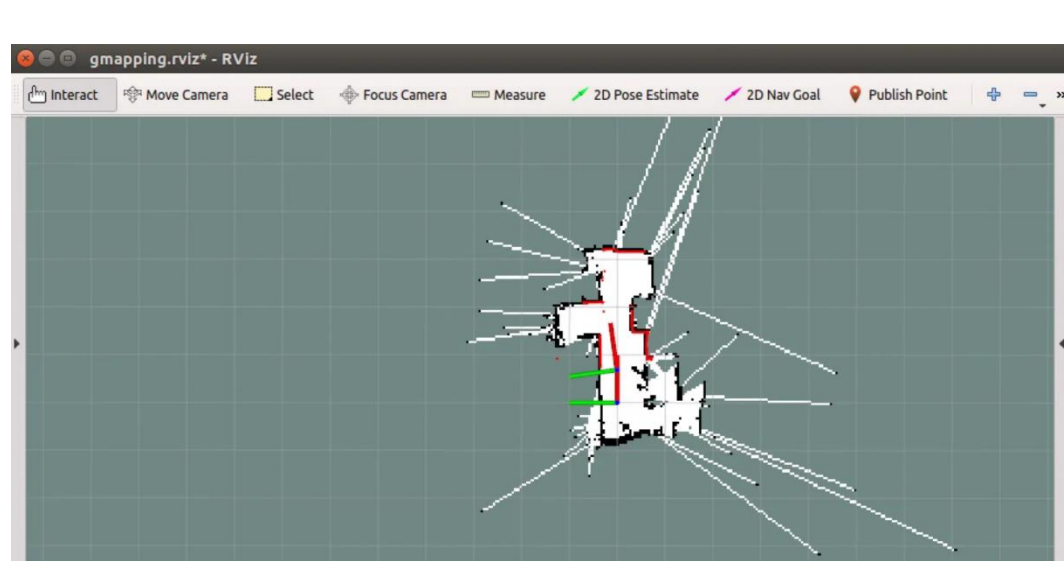 gmapping.rviz* - RViz
Interact Move Camera Select Focus Camera Measure 2D Pose Estimate 2D Nav Goal Publish Point »